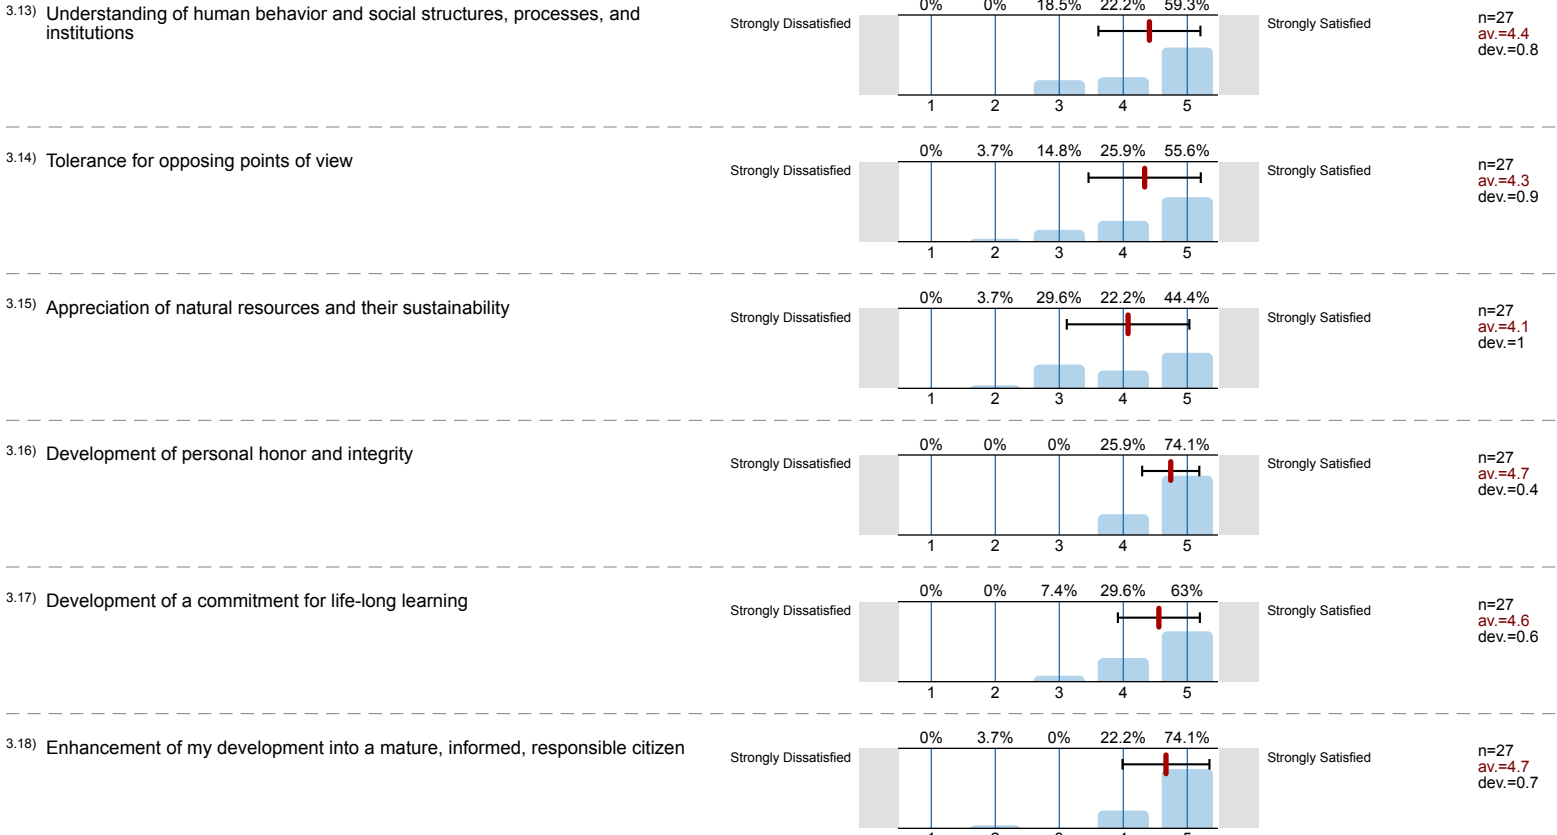 3.13) Understanding of human behavior and social structures, processes, and
institutions
Strongly Dissatisfied
0% 0% 18.5% 22.2% 59.3%
1 2 3 4 5
Strongly Satisfied
n=27
av.=4.4
dev.=0.8
3.14) Tolerance for opposing points of view
Strongly Dissatisfied
0% 3.7% 14.8% 25.9% 55.6%
1 2 3 4 5
Strongly Satisfied
n=27
av.=4.3
dev.=0.9
3.15) Appreciation of natural resources and their sustainability
Strongly Dissatisfied
0% 3.7% 29.6% 22.2% 44.4%
1 2 3 4 5
Strongly Satisfied
n=27
av.=4.1
dev.=1
3.16) Development of personal honor and integrity
Strongly Dissatisfied
0% 0% 0% 25.9% 74.1%
1 2 3 4 5
Strongly Satisfied
n=27
av.=4.7
dev.=0.4
3.17) Development of a commitment for life-long learning
Strongly Dissatisfied
0% 0% 7.4% 29.6% 63%
1 2 3 4 5
Strongly Satisfied
n=27
av.=4.6
dev.=0.6
3.18) Enhancement of my development into a mature, informed, responsible citizen
Strongly Dissatisfied
0% 3.7% 0% 22.2% 74.1%
Strongly Satisfied
n=27
av.=4.7
dev.=0.7